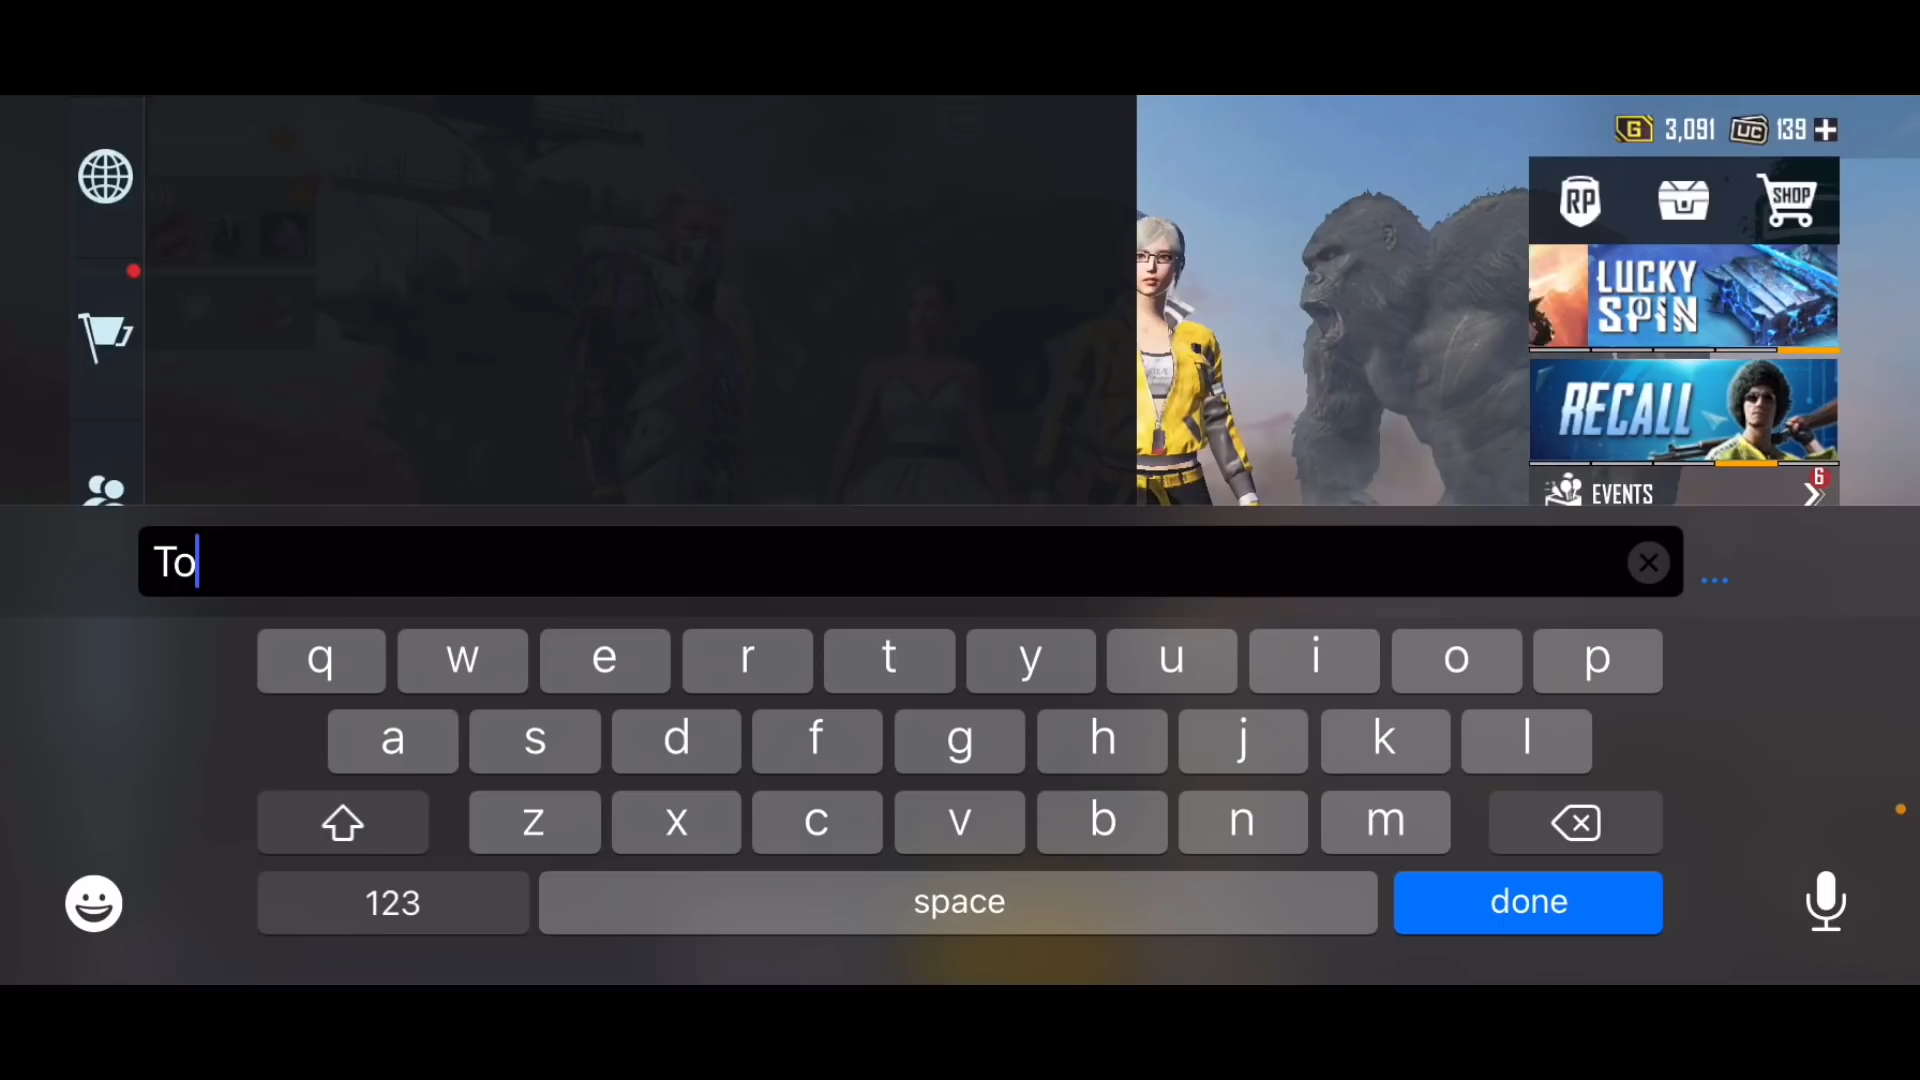 G 3,091 UC 139
RP SHOP
LUCKY
SPIN
RECALL
6
EVENTS
To
q w e r t y u i o p
a s d f g h j k l
z x c v b n m
123 space done